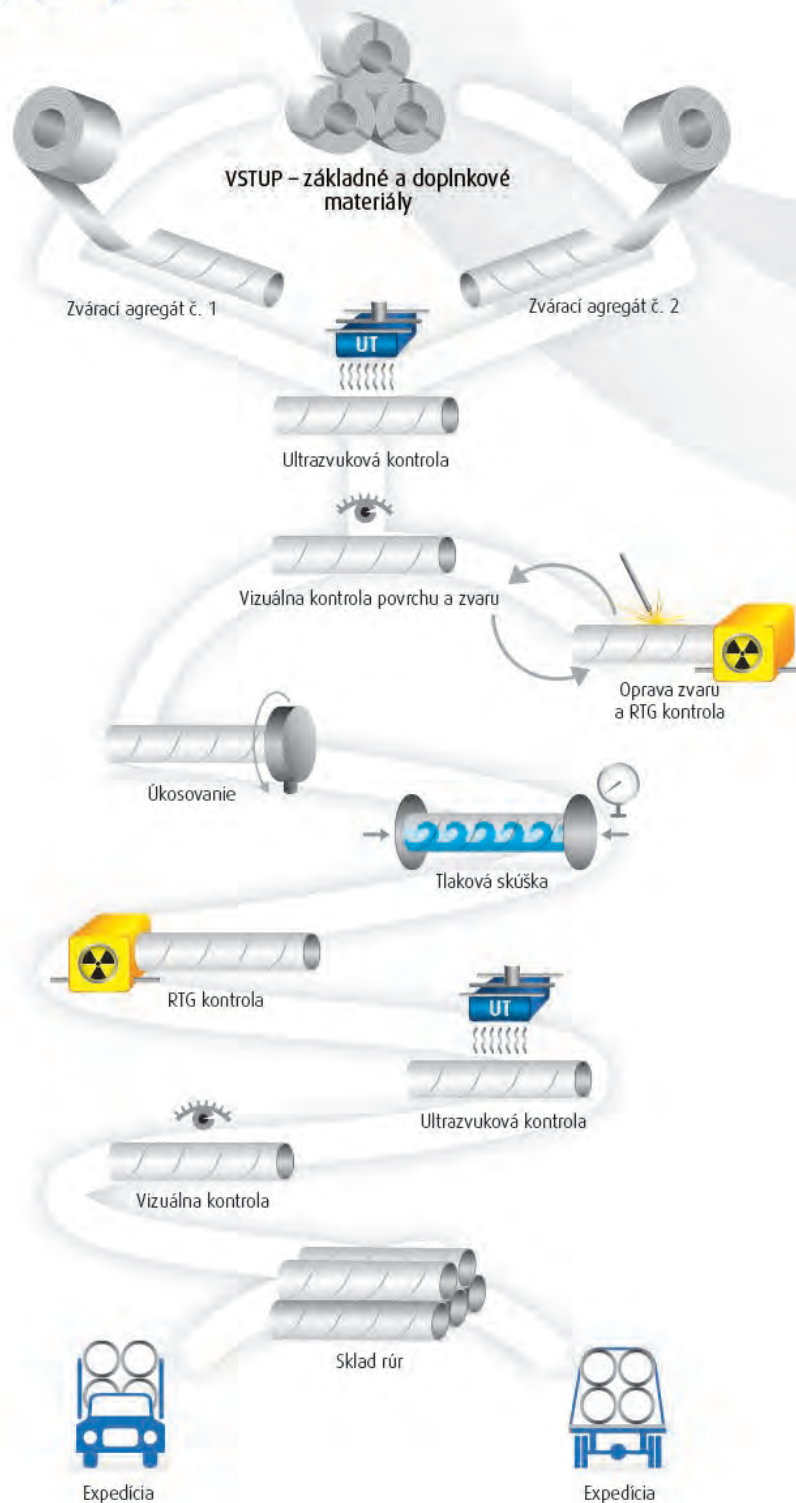 VSTUP – základné a doplnkové
materiály
Zvárací agregát č. 1
Zvárací agregát č. 2
UT
Ultrazvuková kontrola
Vizuálna kontrola povrchu a zvaru
Oprava zvaru
a RTG kontrola
Úkosovanie
Tlaková skúška
RTG kontrola
UT
Ultrazvuková kontrola
Vizuálna kontrola
Sklad rúr
Expedícia
Expedícia